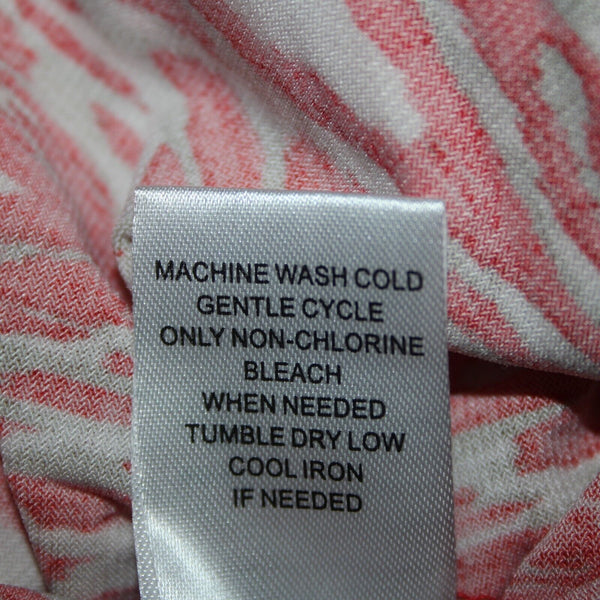 MACHINE WASH COLD
GENTLE CYCLE
ONLY NON-CHLORINE
BLEACH
WHEN NEEDED
TUMBLE DRY LOW
COOL IRON
IF NEEDED